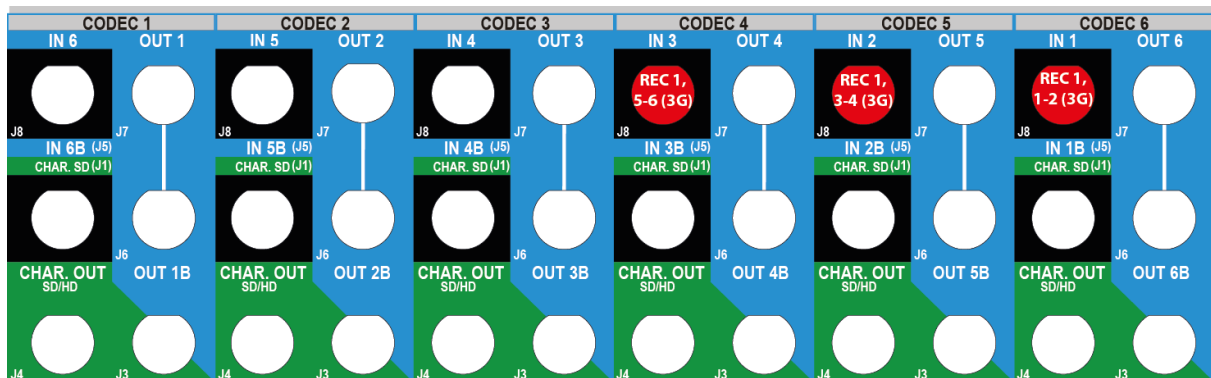 CODEC 1 CODEC 2 CODEC 3 CODEC 4 CODEC 5 CODEC 6
IN 6 OUT 1 IN 5 OUT 2 IN 4 OUT 3 IN 3 OUT 4 IN 2 OUT 5 IN 1 OUT 6
REC 1, REC 1, REC 1,
5-6 (3G) 3-4 (3G) 1-2 (3G)
J8 J7 J8 J7 J8 J7 J8 J7 J8 J7 J8 J7
IN 6B (J5) IN 5B (J5) IN 4B (J5) IN 3B (J5) IN 2B (J5) IN 1B (J5)
CHAR. SD (J1) CHAR. SD (J1) CHAR. SD (J1) CHAR. SD (J1) CHAR. SD (J1) CHAR. SD (J1)
J6 J6 J6 J6 J6 J6
CHAR. OUT OUT 1B CHAR. OUT OUT 2B CHAR. OUT OUT 3B CHAR. OUT OUT 4B CHAR. OUT OUT 5B CHAR. OUT OUT 6B
SD/HD SD/HD SD/HD SD/HD SD/HD SD/HD
J4 J3 J4 J3 J4 J3 J4 J3 J4 J3 J4 J3